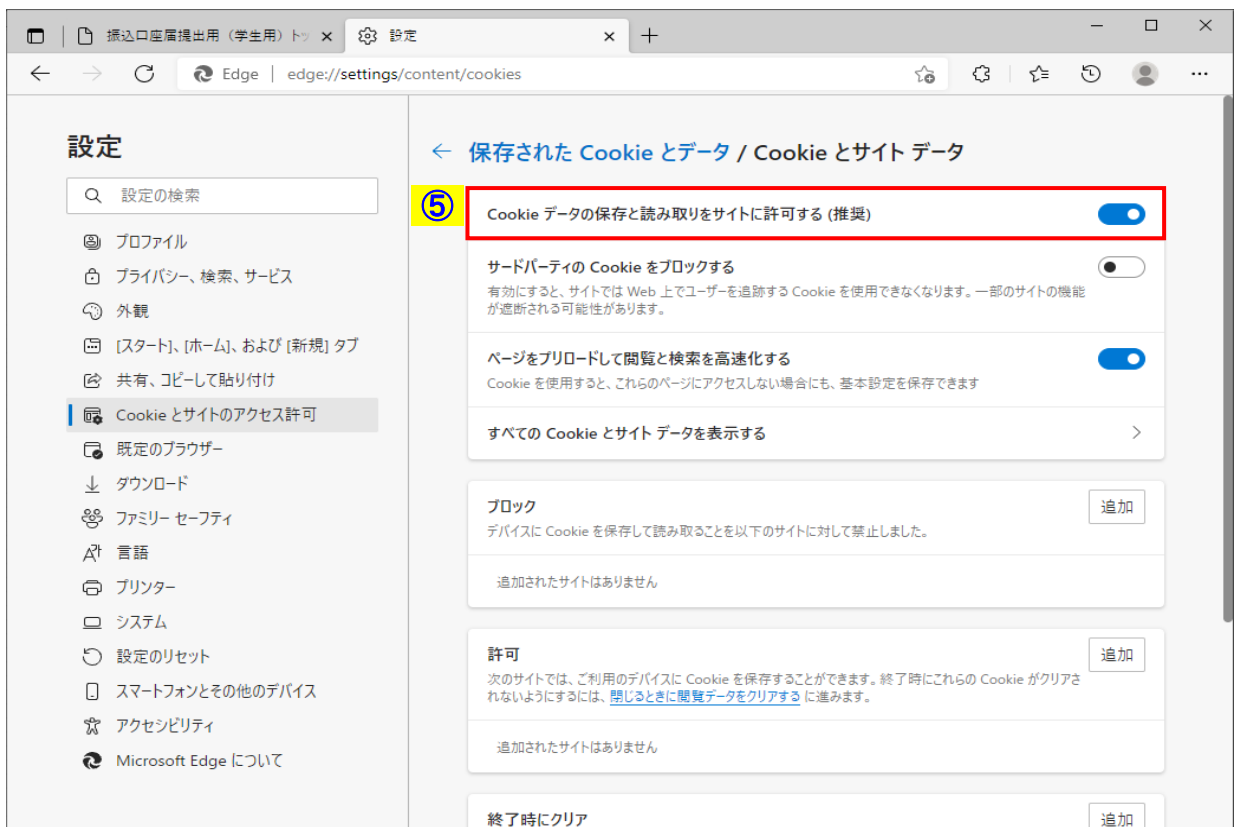 振込口座届提出用（学生用）トッ
設定
Edge | edge://settings/content/cookies
設定
設定の検索
プロファイル
プライバシー、検索、サービス
外観
[スタート]、[ホーム]、および [新規] タブ
共有、コピーして貼り付け
Cookie とサイトのアクセス許可
既定のブラウザー
ダウンロード
ファミリー セーフティ
言語
プリンター
システム
設定のリセット
スマートフォンとその他のデバイス
アクセシビリティ
Microsoft Edge について
保存された Cookie とデータ / Cookie とサイト データ
⑤
Cookie データの保存と読み取りをサイトに許可する (推奨)
サードパーティの Cookie をブロックする
有効にすると、サイトでは Web 上でユーザーを追跡する Cookie を使用できなくなります。一部のサイトの機能
が遮断される可能性があります。
ページをプリロードして閲覧と検索を高速化する
Cookie を使用すると、これらのページにアクセスしない場合にも、基本設定を保存できます
すべての Cookie とサイト データを表示する
ブロック
追加
デバイスに Cookie を保存して読み取ることを以下のサイトに対して禁止しました。
追加されたサイトはありません
許可
追加
次のサイトでは、ご利用のデバイスに Cookie を保存することができます。終了時にこれらの Cookie がクリアさ
れないようにするには、閉じるときに閲覧データをクリアする に進みます。
追加されたサイトはありません
終了時にクリア
追加